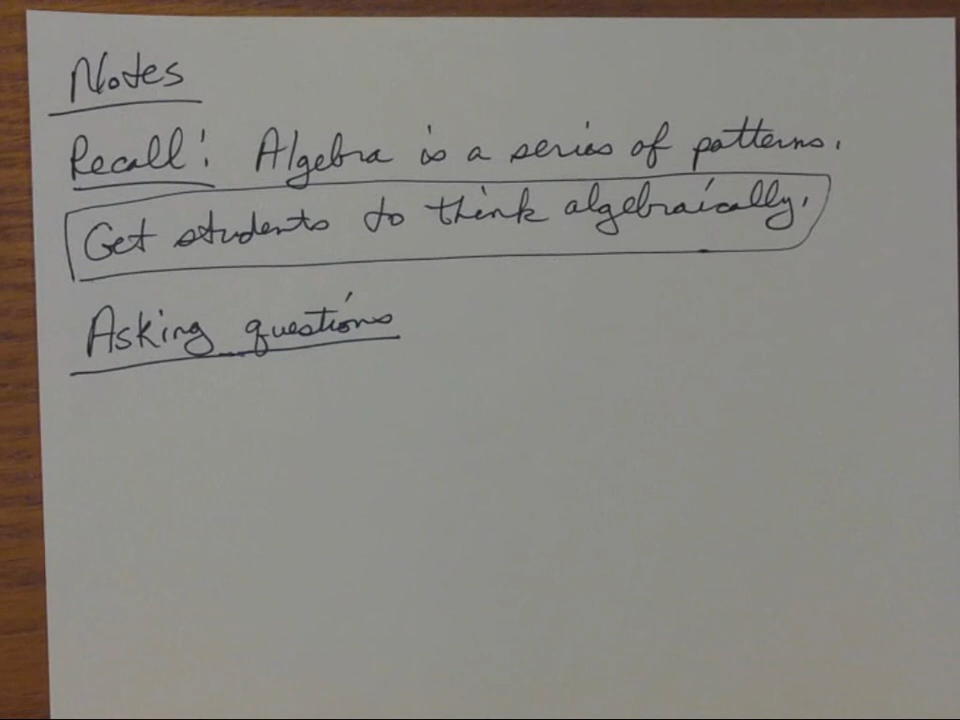 Notes
Recall: Algebra is a series of patterns.
Get students to think algebraically.
Asking questions